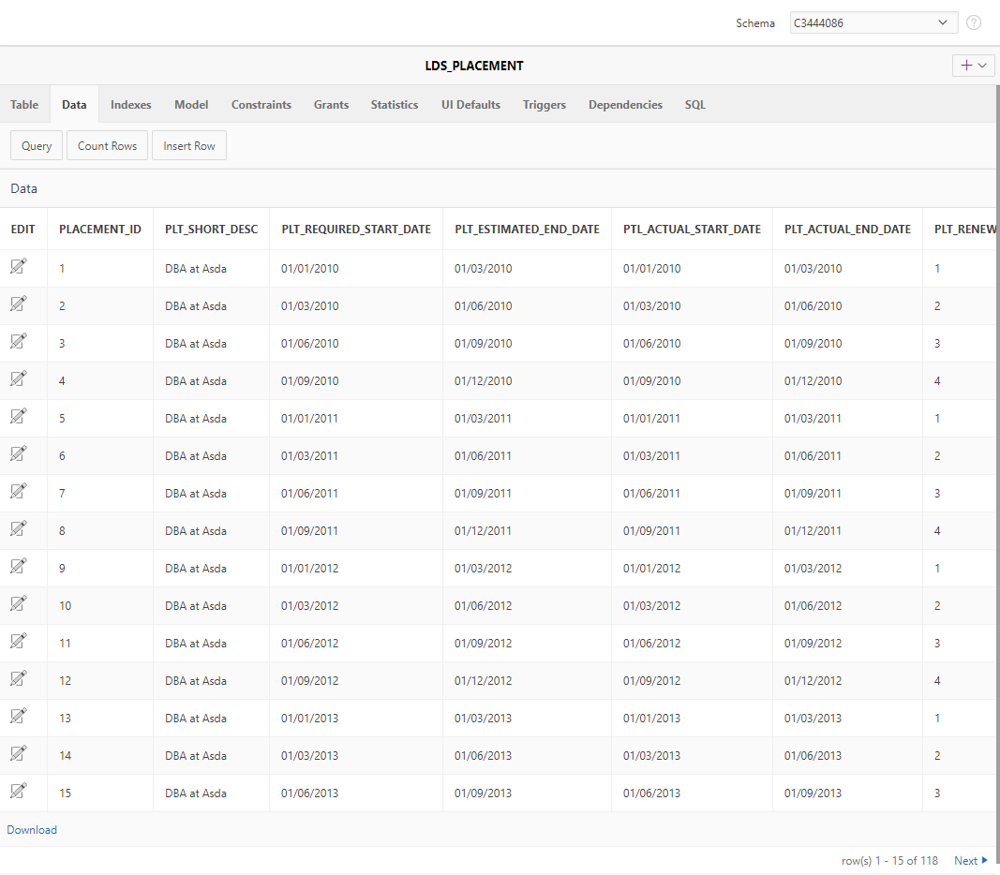 Schema C3444086 ?
LDS_PLACEMENT
Table Data Indexes Model Constraints Grants Statistics UI Defaults Triggers Dependencies SQL
Query Count Rows Insert Row
Data
EDIT PLACEMENT_ID PLT_SHORT_DESC PLT_REQUIRED_START_DATE PLT_ESTIMATED_END_DATE PTL_ACTUAL_START_DATE PLT_ACTUAL_END_DATE PLT_RENEW
1 DBA at Asda 01/01/2010 01/03/2010 01/01/2010 01/03/2010 1
2 DBA at Asda 01/03/2010 01/06/2010 01/03/2010 01/06/2010 2
3 DBA at Asda 01/06/2010 01/09/2010 01/06/2010 01/09/2010 3
4 DBA at Asda 01/09/2010 01/12/2010 01/09/2010 01/12/2010 4
5 DBA at Asda 01/01/2011 01/03/2011 01/01/2011 01/03/2011 1
6 DBA at Asda 01/03/2011 01/06/2011 01/03/2011 01/06/2011 2
7 DBA at Asda 01/06/2011 01/09/2011 01/06/2011 01/09/2011 3
8 DBA at Asda 01/09/2011 01/12/2011 01/09/2011 01/12/2011 4
9 DBA at Asda 01/01/2012 01/03/2012 01/01/2012 01/03/2012 1
10 DBA at Asda 01/03/2012 01/06/2012 01/03/2012 01/06/2012 2
11 DBA at Asda 01/06/2012 01/09/2012 01/06/2012 01/09/2012 3
12 DBA at Asda 01/09/2012 01/12/2012 01/09/2012 01/12/2012 4
13 DBA at Asda 01/01/2013 01/03/2013 01/01/2013 01/03/2013 1
14 DBA at Asda 01/03/2013 01/06/2013 01/03/2013 01/06/2013 2
15 DBA at Asda 01/06/2013 01/09/2013 01/06/2013 01/09/2013 3
Download
row(s) 1 - 15 of 118 Next